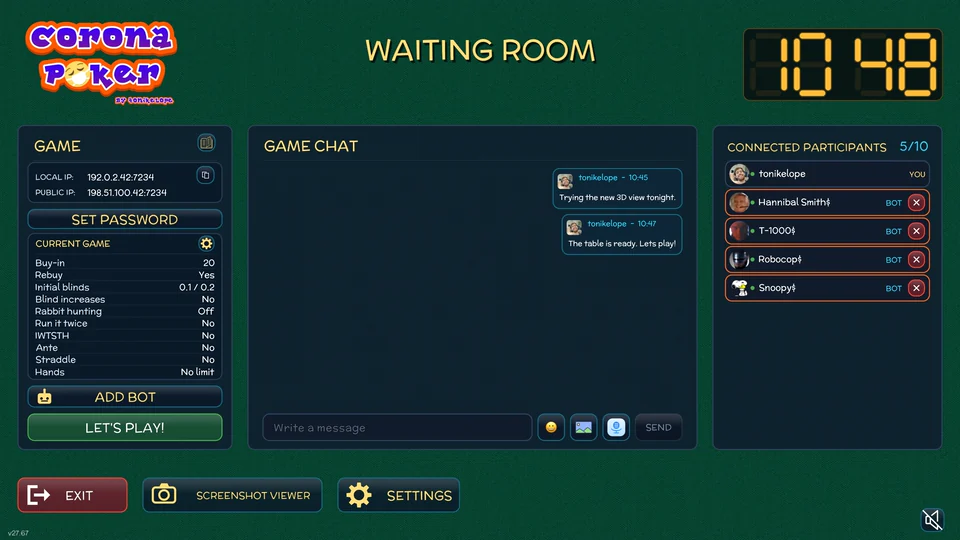 corona
poker
by tonikelope
WAITING ROOM
10 48
GAME
LOCAL IP: 192.0.2.42:7234
PUBLIC IP: 198.51.100.42:7234
SET PASSWORD
CURRENT GAME
Buy-in 20
Rebuy Yes
Initial blinds 0.1 / 0.2
Blind increases No
Rabbit hunting Off
Run it twice No
IWTSTH No
Ante No
Straddle No
Hands No limit
ADD BOT
LET'S PLAY!
GAME CHAT
tonikelope - 10:45
Trying the new 3D view tonight.
tonikelope - 10:47
The table is ready. Lets play!
Write a message
SEND
CONNECTED PARTICIPANTS 5/10
tonikelope YOU
Hannibal Smith$ BOT
T-1000$ BOT
Robocop$ BOT
Snoopy$ BOT
EXIT
SCREENSHOT VIEWER
SETTINGS
v27.67